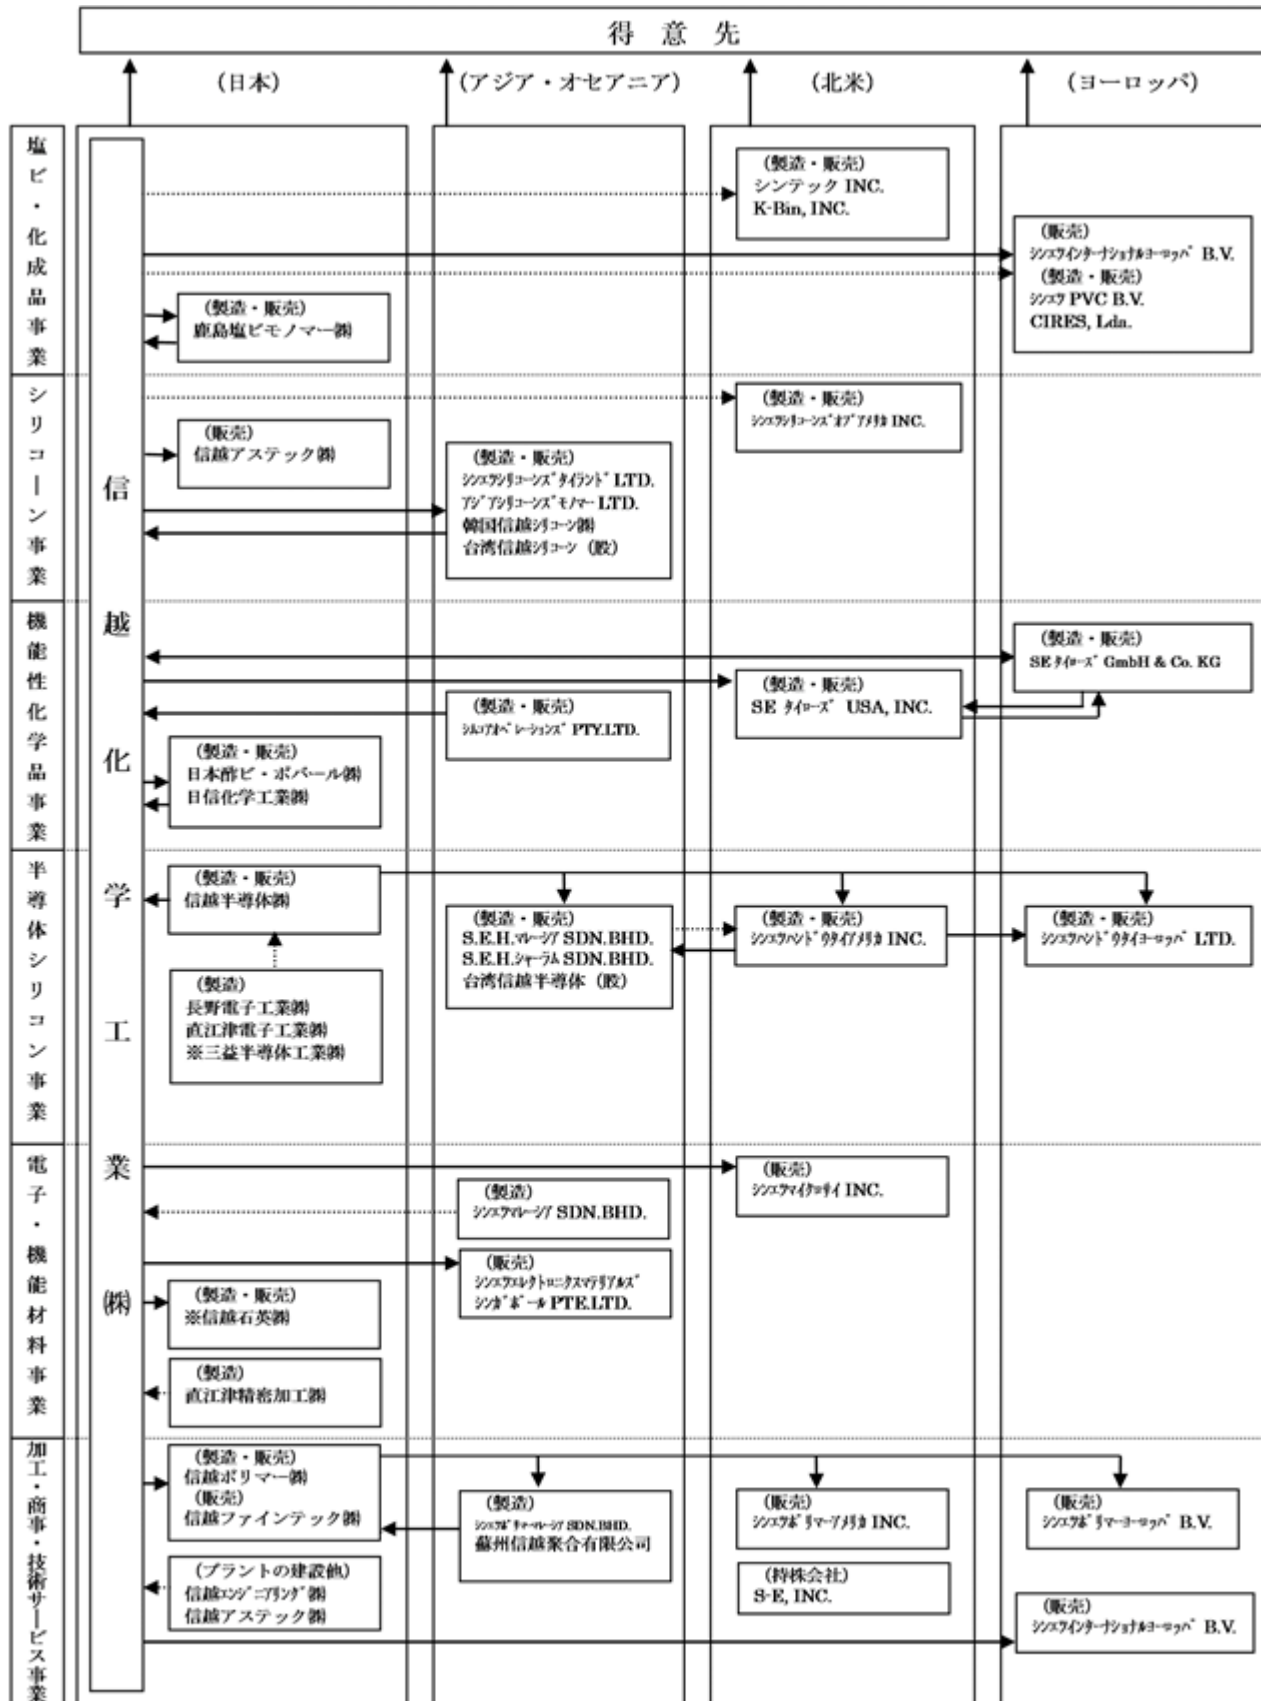 得意先
(日本)
(アジア・オセアニア)
(北米)
(ヨーロッパ)
塩ビ・化成品事業
信越化学工業㈱
(製造・販売)
シンテック INC.
K-Bin, INC.
(販売)
ｼﾝｴﾂインターナショナルヨーロッパ B.V.
(製造・販売)
ｼﾝｴﾂ PVC B.V.
CIRES, Lda.
(製造・販売)
鹿島塩ビモノマー㈱
シリコーン事業
(製造・販売)
ｼﾝｴﾂｼﾘｺｰﾝｽﾞｵﾌﾞｱﾒﾘｶ INC.
(販売)
信越アステック㈱
(製造・販売)
ｼﾝｴﾂｼﾘｺｰﾝｽﾞﾀｲﾗﾝﾄﾞ LTD.
ｱｼﾞｱｼﾘｺｰﾝｽﾞﾓﾉﾏｰ LTD.
韓国信越ｼﾘｺｰﾝ㈱
台湾信越ｼﾘｺｰﾝ（股）
機能性化学品事業
(製造・販売)
SE ﾀｲﾛｰｽﾞ GmbH & Co. KG
(製造・販売)
SE ﾀｲﾛｰｽﾞ USA, INC.
(製造・販売)
ｼﾑｺｱｵﾍﾟﾚｰｼｮﾝｽﾞ PTY.LTD.
(製造・販売)
日本酢ビ・ポバール㈱
日信化学工業㈱
半導体シリコン事業
(製造・販売)
信越半導体㈱
(製造・販売)
S.E.H.ﾏﾚｰｼｱ SDN.BHD.
S.E.H.ｼｬｰﾗﾑ SDN.BHD.
台湾信越半導体（股）
(製造・販売)
ｼﾝｴﾂﾊﾝﾄﾞｳﾀｲｱﾒﾘｶ INC.
(製造・販売)
ｼﾝｴﾂﾊﾝﾄﾞｳﾀｲﾖｰﾛｯﾊﾟ LTD.
(製造)
長野電子工業㈱
直江津電子工業㈱
※三益半導体工業㈱
電子・機能材料事業
(販売)
ｼﾝｴﾂﾏｲｸﾛｻｲ INC.
(製造)
ｼﾝｴﾂﾏﾚｰｼｱ SDN.BHD.
(販売)
ｼﾝｴﾂｴﾚｸﾄﾛﾆｸｽﾏﾃﾘｱﾙｽﾞ
ｼﾝｶﾞﾎﾟｰﾙ PTE.LTD.
(製造・販売)
※信越石英㈱
(製造)
直江津精密加工㈱
加工・商事・技術サービス事業
(製造・販売)
信越ポリマー㈱
(販売)
信越ファインテック㈱
(製造)
ｼﾝｴﾂﾎﾟﾘﾏｰﾏﾚｰｼｱ SDN.BHD.
蘇州信越聚合有限公司
(販売)
ｼﾝｴﾂﾎﾟﾘﾏｰｱﾒﾘｶ INC.
(販売)
ｼﾝｴﾂﾎﾟﾘﾏｰﾖｰﾛｯﾊﾟ B.V.
(プラントの建設他)
信越ｴﾝｼﾞﾆｱﾘﾝｸﾞ㈱
信越アステック㈱
(持株会社)
S-E, INC.
(販売)
ｼﾝｴﾂインターナショナルヨーロッパ B.V.